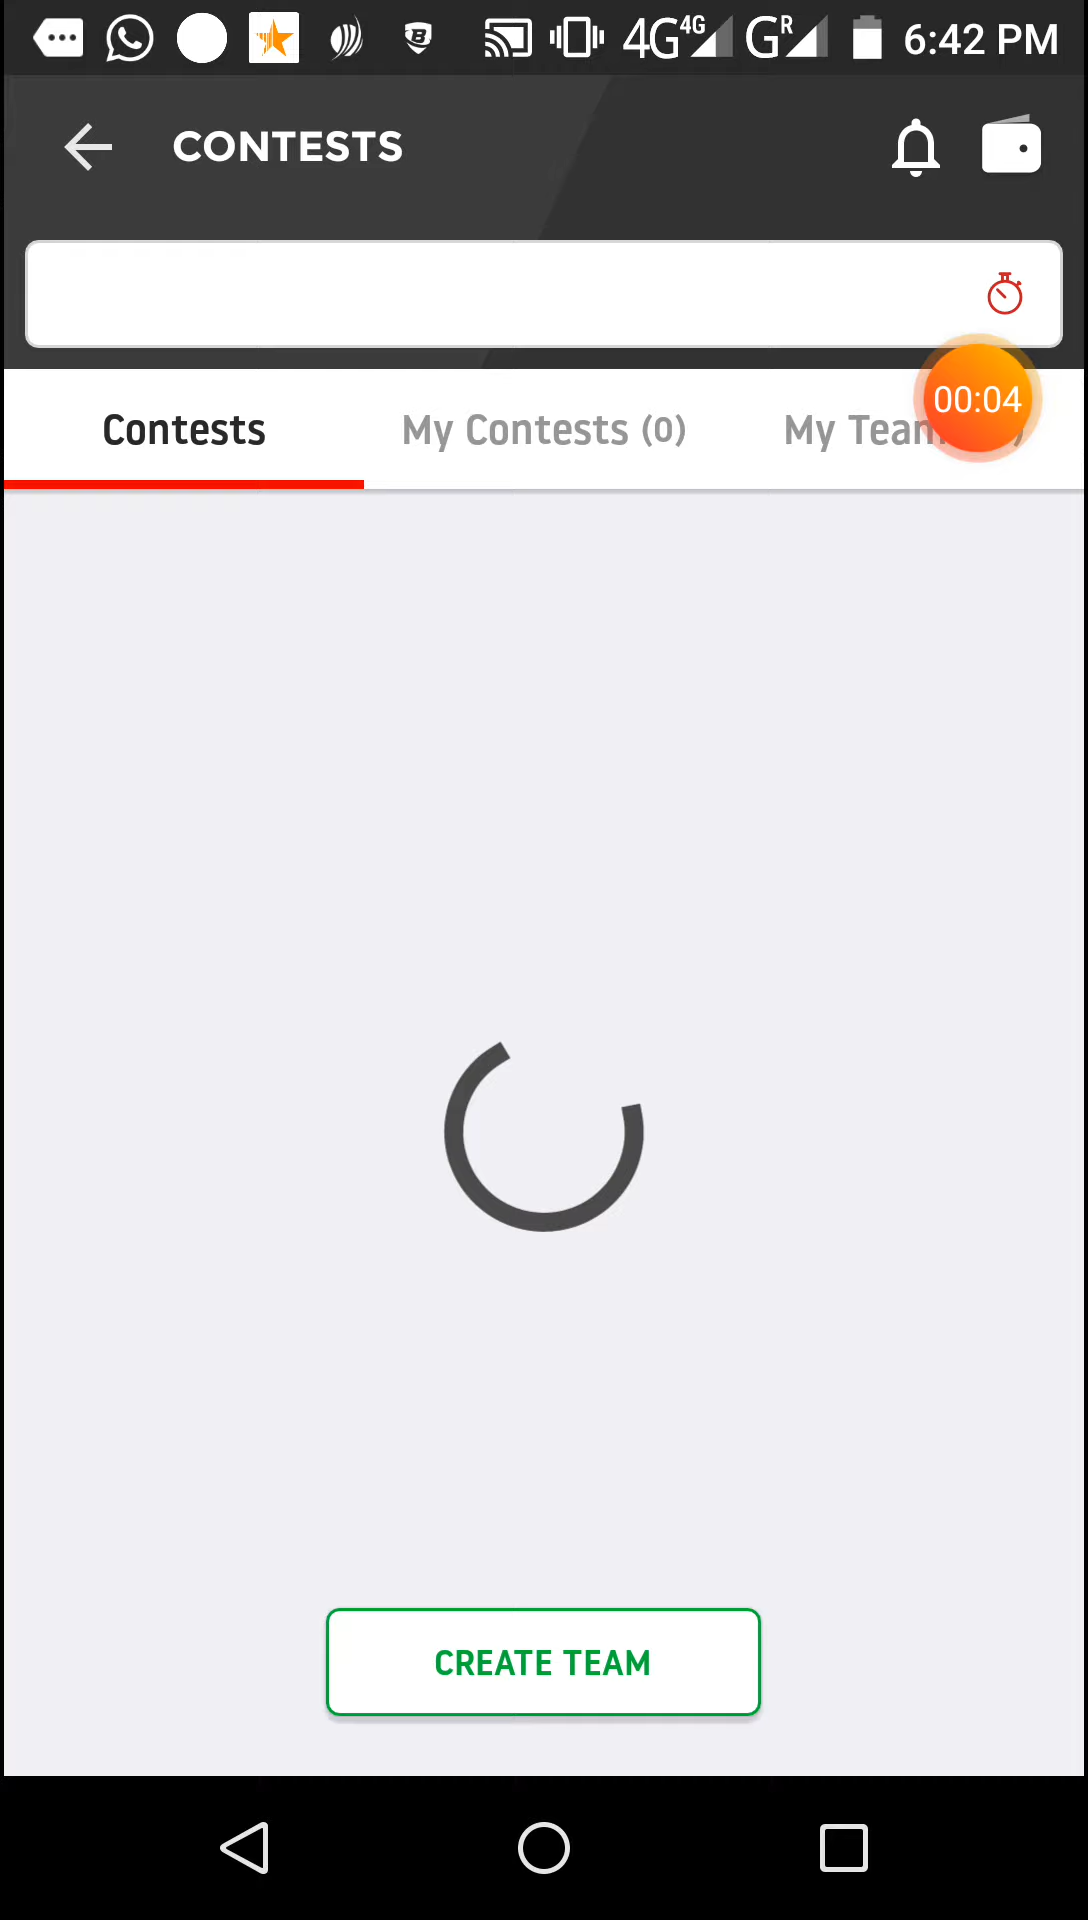 4G 4G G R 6:42 PM
CONTESTS
00:04
Contests My Contests (0) My Team )
CREATE TEAM